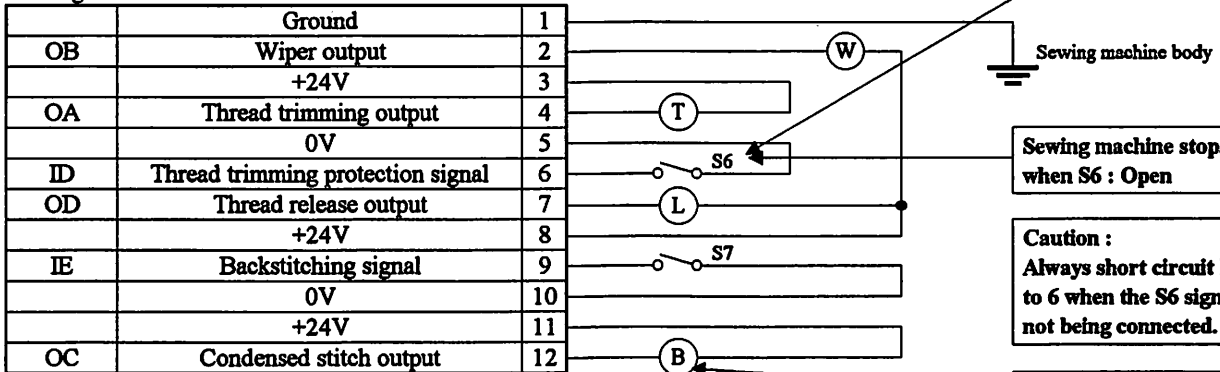 Ground 1
OB Wiper output 2
+24V 3
OA Thread trimming output 4
0V 5
ID Thread trimming protection signal 6
OD Thread release output 7
+24V 8
IE Backstitching signal 9
0V 10
+24V 11
OC Condensed stitch output 12
W
T
S6
L
S7
B
Sewing machine body
Sewing machine stop
when S6 : Open
Caution :
Always short circuit
to 6 when the S6 sign
not being connected.